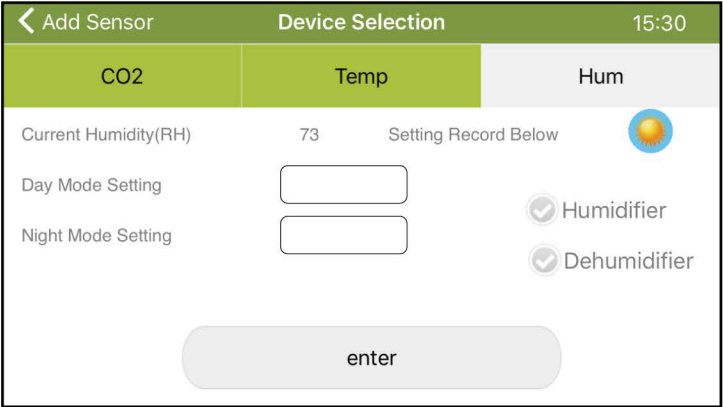 Add Sensor Device Selection 15:30
CO2 Temp Hum
Current Humidity(RH) 73 Setting Record Below
Day Mode Setting
Humidifier
Night Mode Setting
Dehumidifier
enter